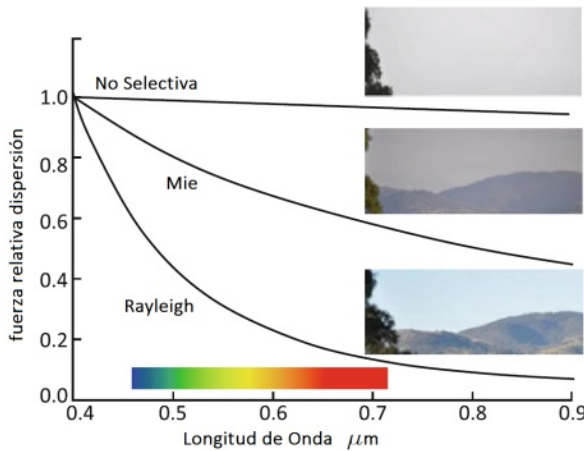 No Selectiva
Mie
Rayleigh
fuerza relativa dispersión
1.0
0.8
0.6
0.4
0.2
0.0
0.4
0.5
0.6
0.7
0.8
0.9
Longitud de Onda μm